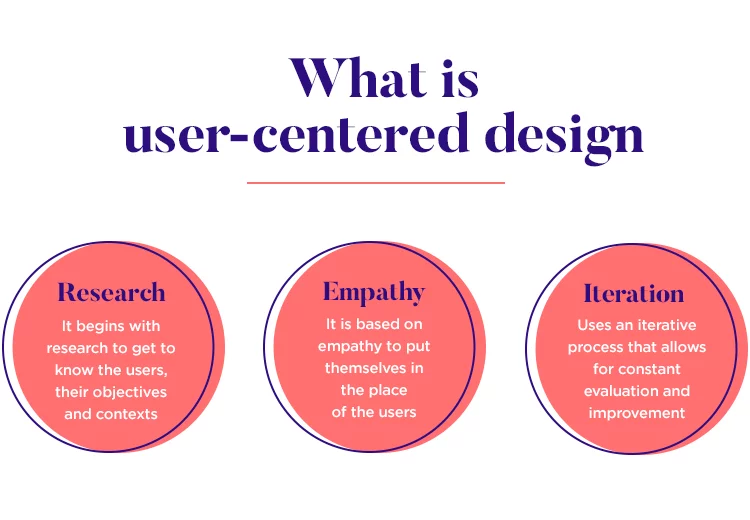 What is
user-centered design
Research
It begins with
research to get to
know the users,
their objectives
and contexts
Empathy
It is based on
empathy to put
themselves in
the place
of the users
Iteration
Uses an iterative
process that allows
for constant
evaluation and
improvement